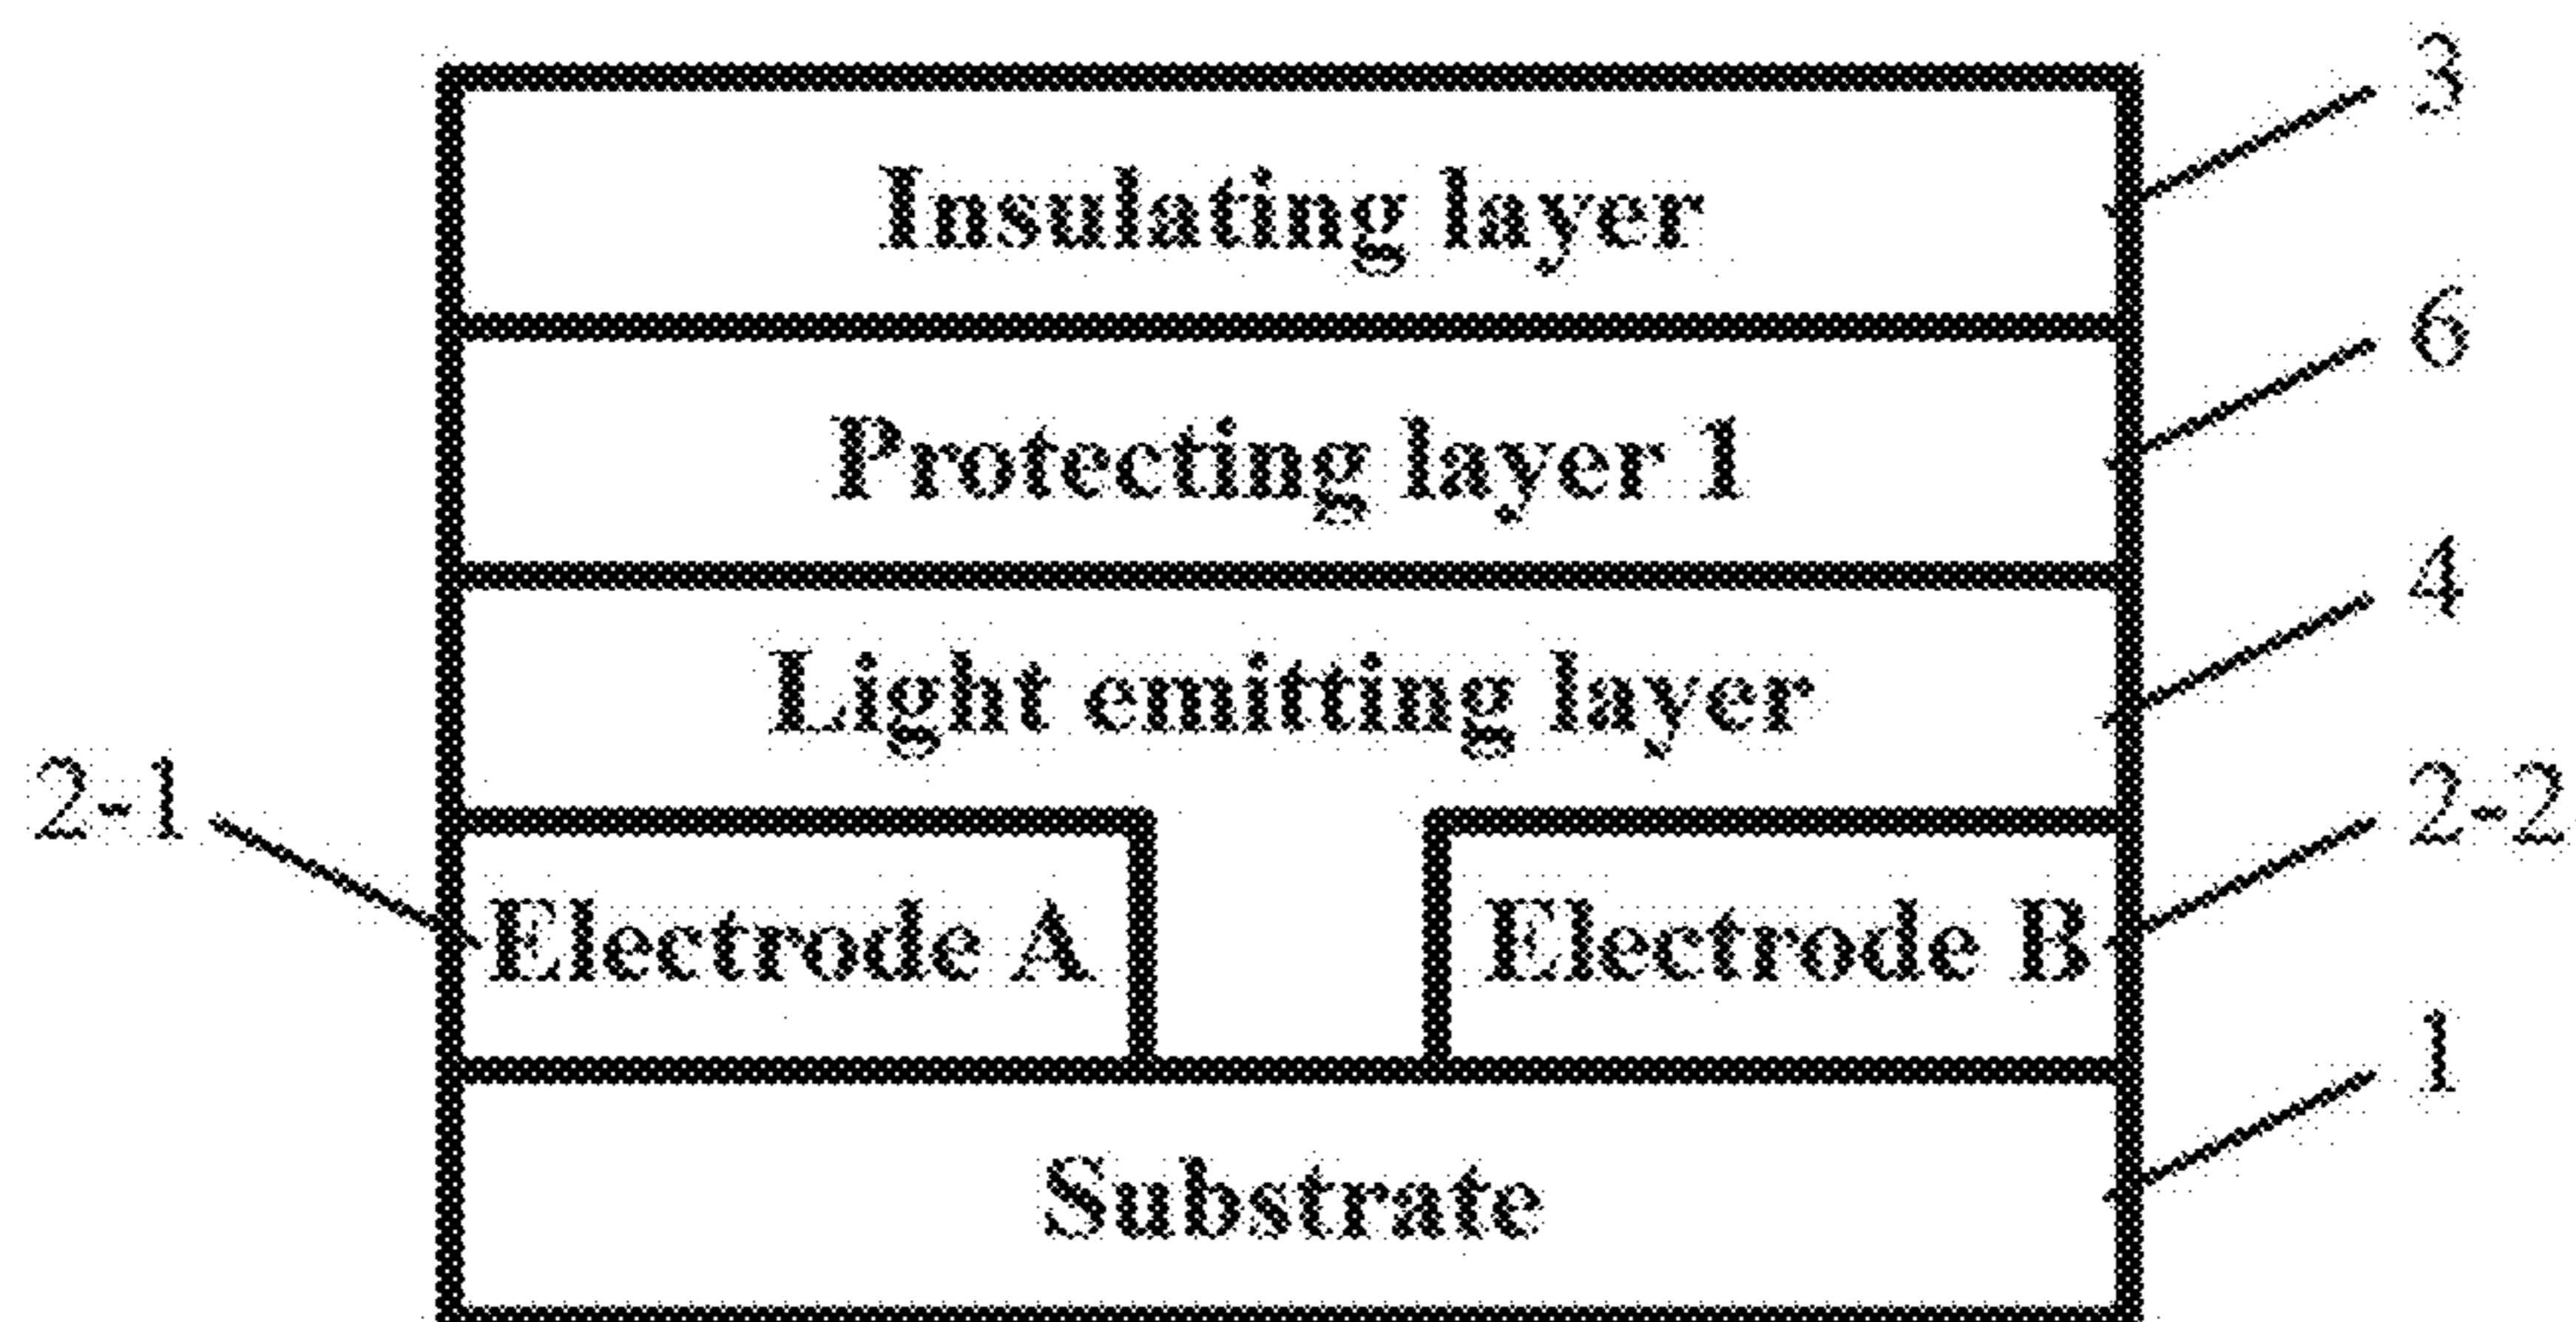 3
Insulating layer
6
Protecting layer 1
4
Light emitting layer
2-1
2-2
Electrode A
Electrode B
1
Substrate